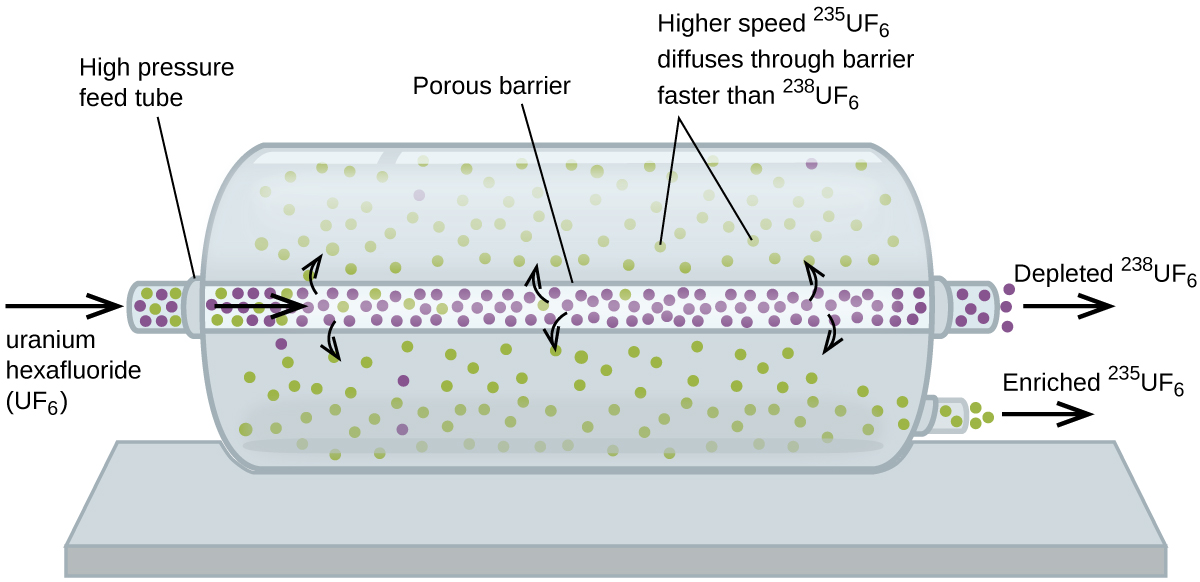 High pressure
feed tube
Porous barrier
Higher speed ²³⁵UF₆
diffuses through barrier
faster than ²³⁸UF₆
uranium
hexafluoride
(UF₆)
Depleted ²³⁸UF₆
Enriched ²³⁵UF₆